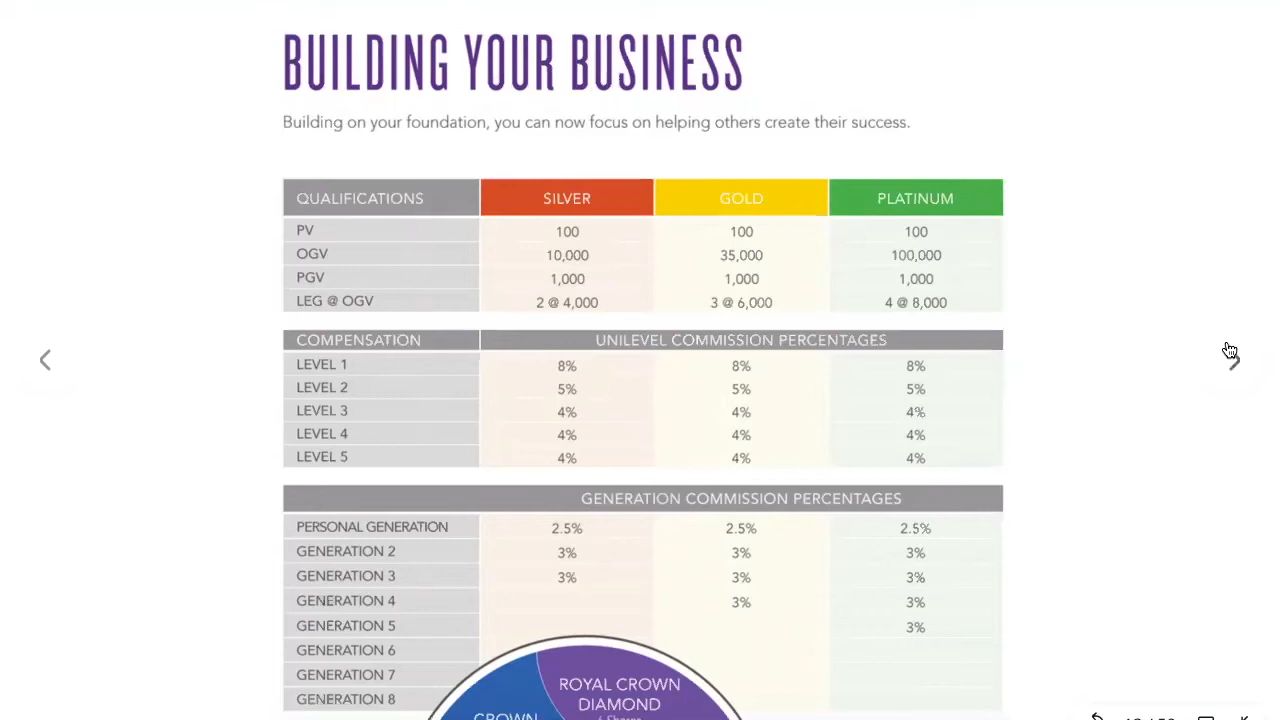 BUILDING YOUR BUSINESS
Building on your foundation, you can now focus on helping others create their success.
QUALIFICATIONS SILVER GOLD PLATINUM
PV 100 100 100
OGV 10,000 35,000 100,000
PGV 1,000 1,000 1,000
LEG @ OGV 2 @ 4,000 3 @ 6,000 4 @ 8,000
COMPENSATION UNILEVEL COMMISSION PERCENTAGES
LEVEL 1 8% 8% 8%
LEVEL 2 5% 5% 5%
LEVEL 3 4% 4% 4%
LEVEL 4 4% 4% 4%
LEVEL 5 4% 4% 4%
GENERATION COMMISSION PERCENTAGES
PERSONAL GENERATION 2.5% 2.5% 2.5%
GENERATION 2 3% 3% 3%
GENERATION 3 3% 3% 3%
GENERATION 4 3% 3%
GENERATION 5 3%
GENERATION 6
GENERATION 7
GENERATION 8
ROYAL CROWN
DIAMOND
CROWN